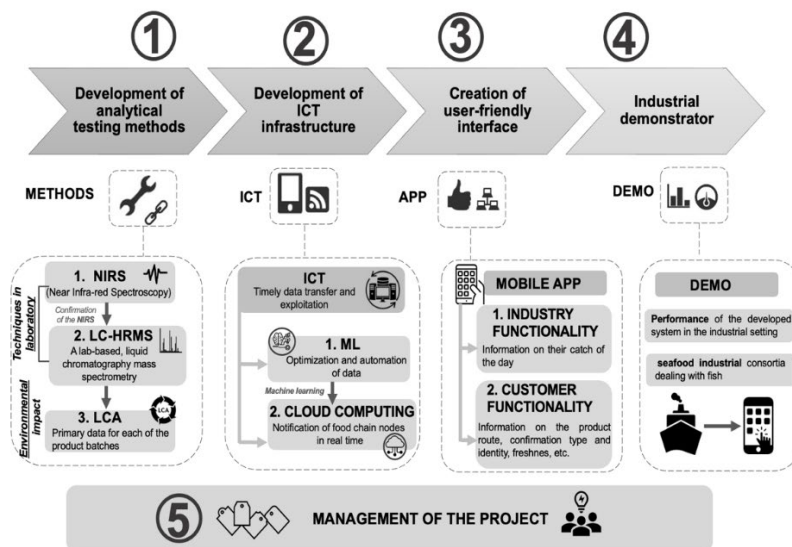 1
2
3
4
Development of
analytical
testing methods
Development of
ICT
infrastructure
Creation of
user-friendly
interface
Industrial
demonstrator
METHODS
ICT
APP
DEMO
Techniques in
laboratory
1. NIRS
(Near Infra-red Spectroscopy)
Confirmation
of the NIRS
2. LC-HRMS
A lab-based, liquid
chromatography mass
spectrometry
Environmental
impact
3. LCA
LCA
Primary data for each of the
product batches
ICT
Timely data transfer and
exploitation
1. ML
Optimization and automation
of data
Machine learning
2. CLOUD COMPUTING
Notification of food chain nodes
in real time
MOBILE APP
1. INDUSTRY
FUNCTIONALITY
Information on their catch of
the day
2. CUSTOMER
FUNCTIONALITY
Information on the product
route, confirmation type and
identity, freshnes, etc.
DEMO
Performance of the developed
system in the industrial setting
seafood industrial consortia
dealing with fish
5
MANAGEMENT OF THE PROJECT